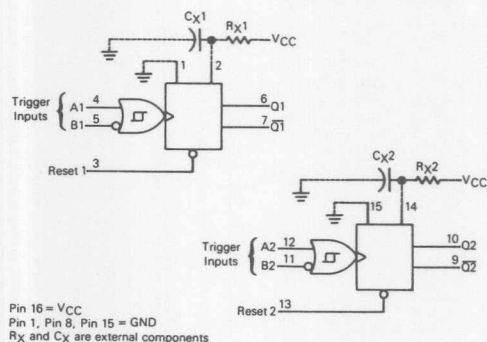 CX1
RX1
VCC
1
2
Trigger
Inputs
A1 4
B1 5
6 Q1
7 Q1
Reset 1 3
CX2
RX2
VCC
15
14
Trigger
Inputs
A2 12
B2 11
10 Q2
9 Q2
Reset 2 13
Pin 16 = VCC
Pin 1, Pin 8, Pin 15 = GND
RX and CX are external components